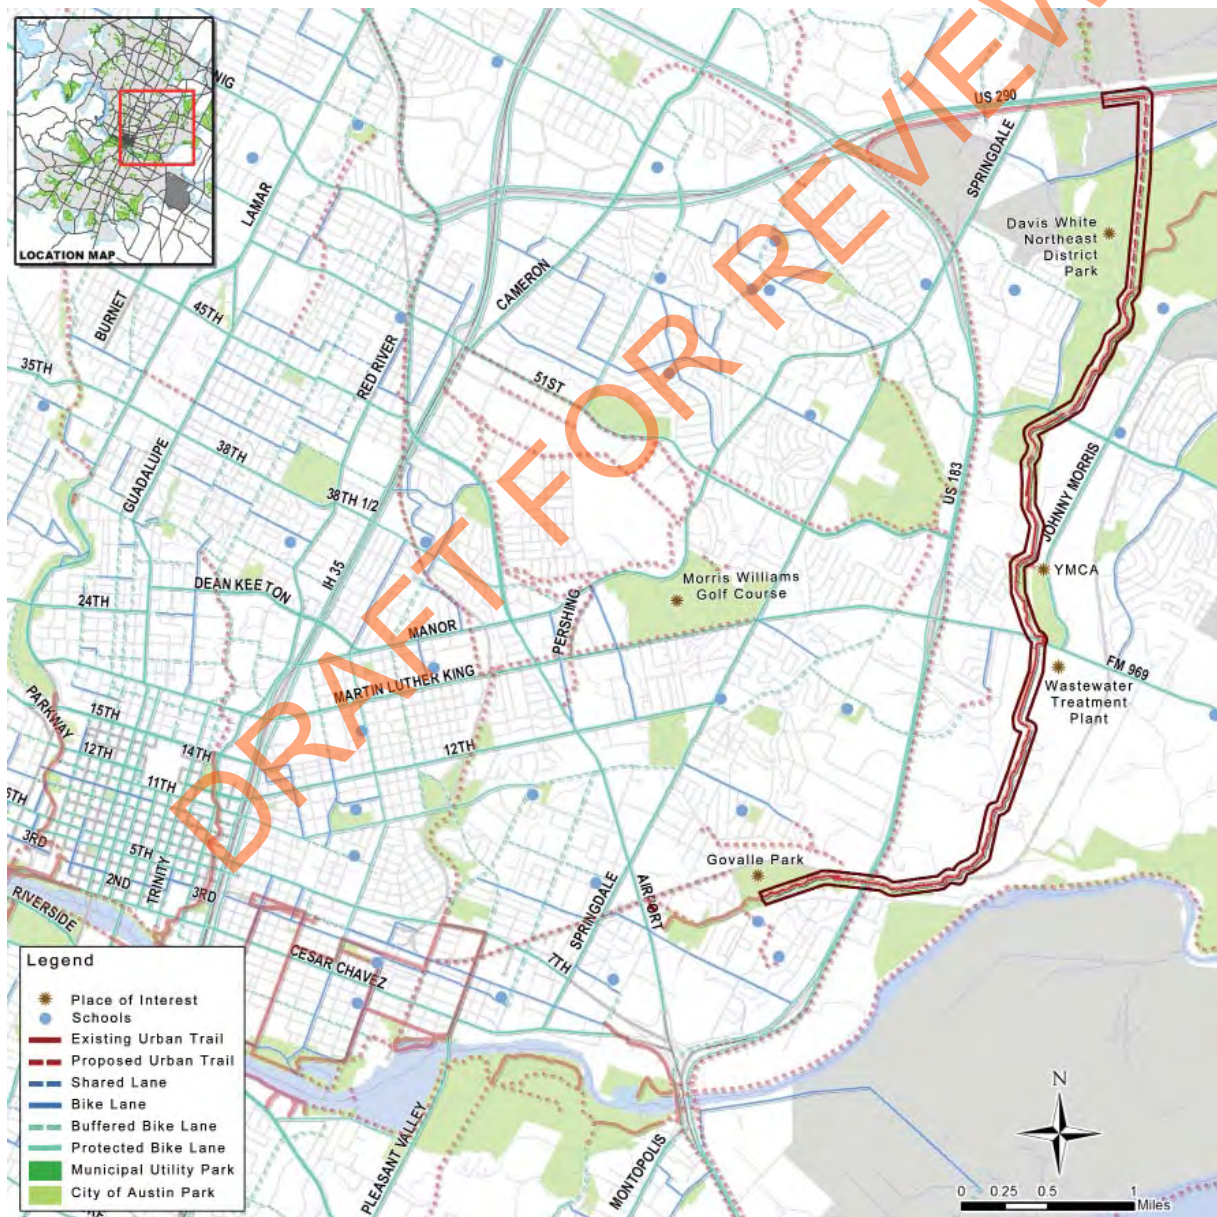 DRAFT FOR REVIEW
LOCATION MAP
NIG
US 290
SPRINGDALE
LAMAR
Davis White
Northeast
District
Park
CAMERON
BURNET
45TH
RED RIVER
35TH
51ST
GUADALUPE
38TH
38TH 1/2
US 183
JOHNNY MORRIS
IH 35
DEAN KEETON
24TH
Morris Williams
Golf Course
YMCA
PERSHING
MANOR
MARTIN LUTHER KING
FM 969
Wastewater
Treatment
Plant
PARKWAY
15TH
12TH
14TH
12TH
11TH
5TH
3RD
5TH
2ND
TRINITY
3RD
RIVERSIDE
Govalle Park
SPRINGDALE
AIRPORT
7TH
CESAR CHAVEZ
PLEASANT VALLEY
MONTOPOLIS
Legend
Place of Interest
Schools
Existing Urban Trail
Proposed Urban Trail
Shared Lane
Bike Lane
Buffered Bike Lane
Protected Bike Lane
Municipal Utility Park
City of Austin Park
N
0 0.25 0.5 1
Miles